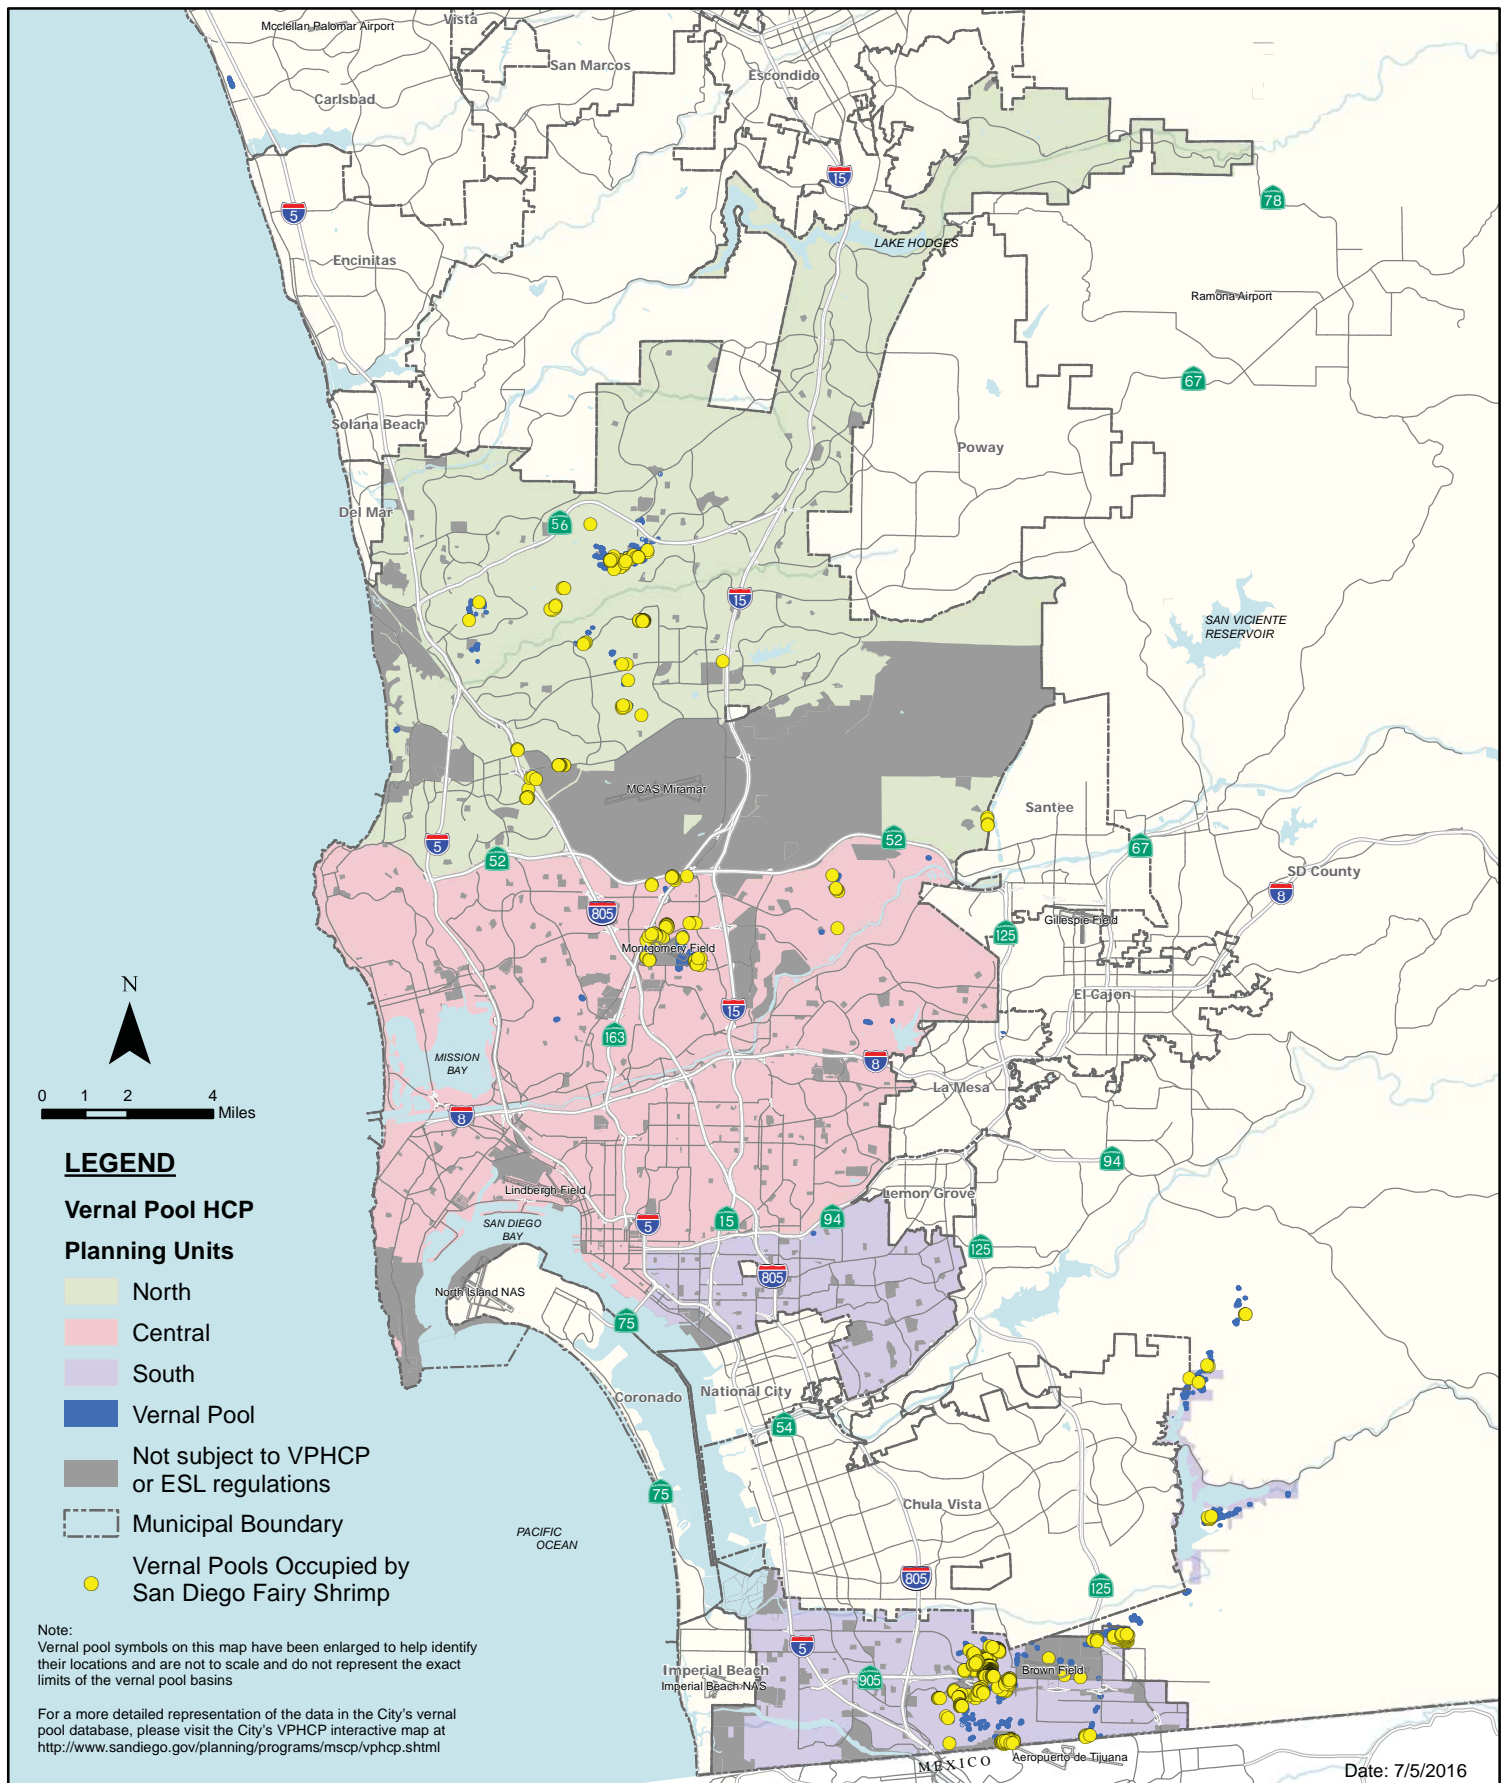 Mcclellan-Palomar Airport
Vista
San Marcos
Escondido
Carlsbad
15
78
5
LAKE HODGES
Encinitas
Ramona Airport
67
Solana Beach
Poway
Del Mar
56
15
SAN VICIENTE
RESERVOIR
MCAS Miramar
Santee
5
52
52
67
SD County
8
805
Gillespie Field
125
Montgomery Field
El Cajon
N
15
163
MISSION
BAY
8
La Mesa
0 1 2 4
Miles
8
94
LEGEND
Vernal Pool HCP
Planning Units
North
Central
South
Vernal Pool
Not subject to VPHCP
or ESL regulations
Municipal Boundary
Vernal Pools Occupied by
San Diego Fairy Shrimp
Lindbergh Field
Lemon Grove
SAN DIEGO
BAY
5
15
94
125
805
North Island NAS
75
Coronado
National City
54
75
Chula Vista
PACIFIC
OCEAN
805
125
Note:
Vernal pool symbols on this map have been enlarged to help identify
their locations and are not to scale and do not represent the exact
limits of the vernal pool basins
For a more detailed representation of the data in the City's vernal
pool database, please visit the City's VPHCP interactive map at
http://www.sandiego.gov/planning/programs/mscp/vphcp.shtml
5
Imperial Beach
Imperial Beach NAS
905
Brown Field
MEXICO
Aeropuerto de Tijuana
Date: 7/5/2016